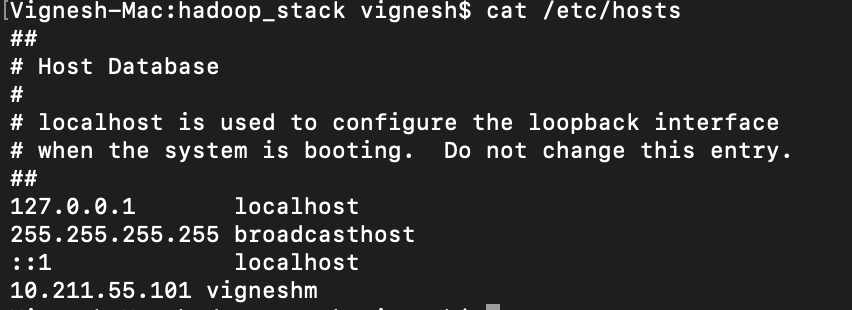 [Vignesh-Mac:hadoop_stack vignesh$ cat /etc/hosts
##
# Host Database
#
# localhost is used to configure the loopback interface
# when the system is booting.  Do not change this entry.
##
127.0.0.1       localhost
255.255.255.255 broadcasthost
::1             localhost
10.211.55.101 vigneshm